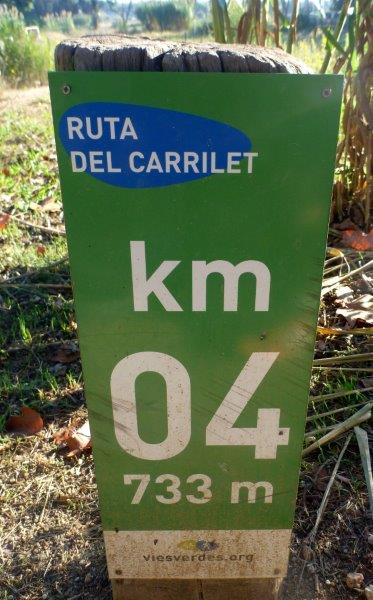 RUTA
DEL CARRILET
km
04
733 m
viesverdes.org